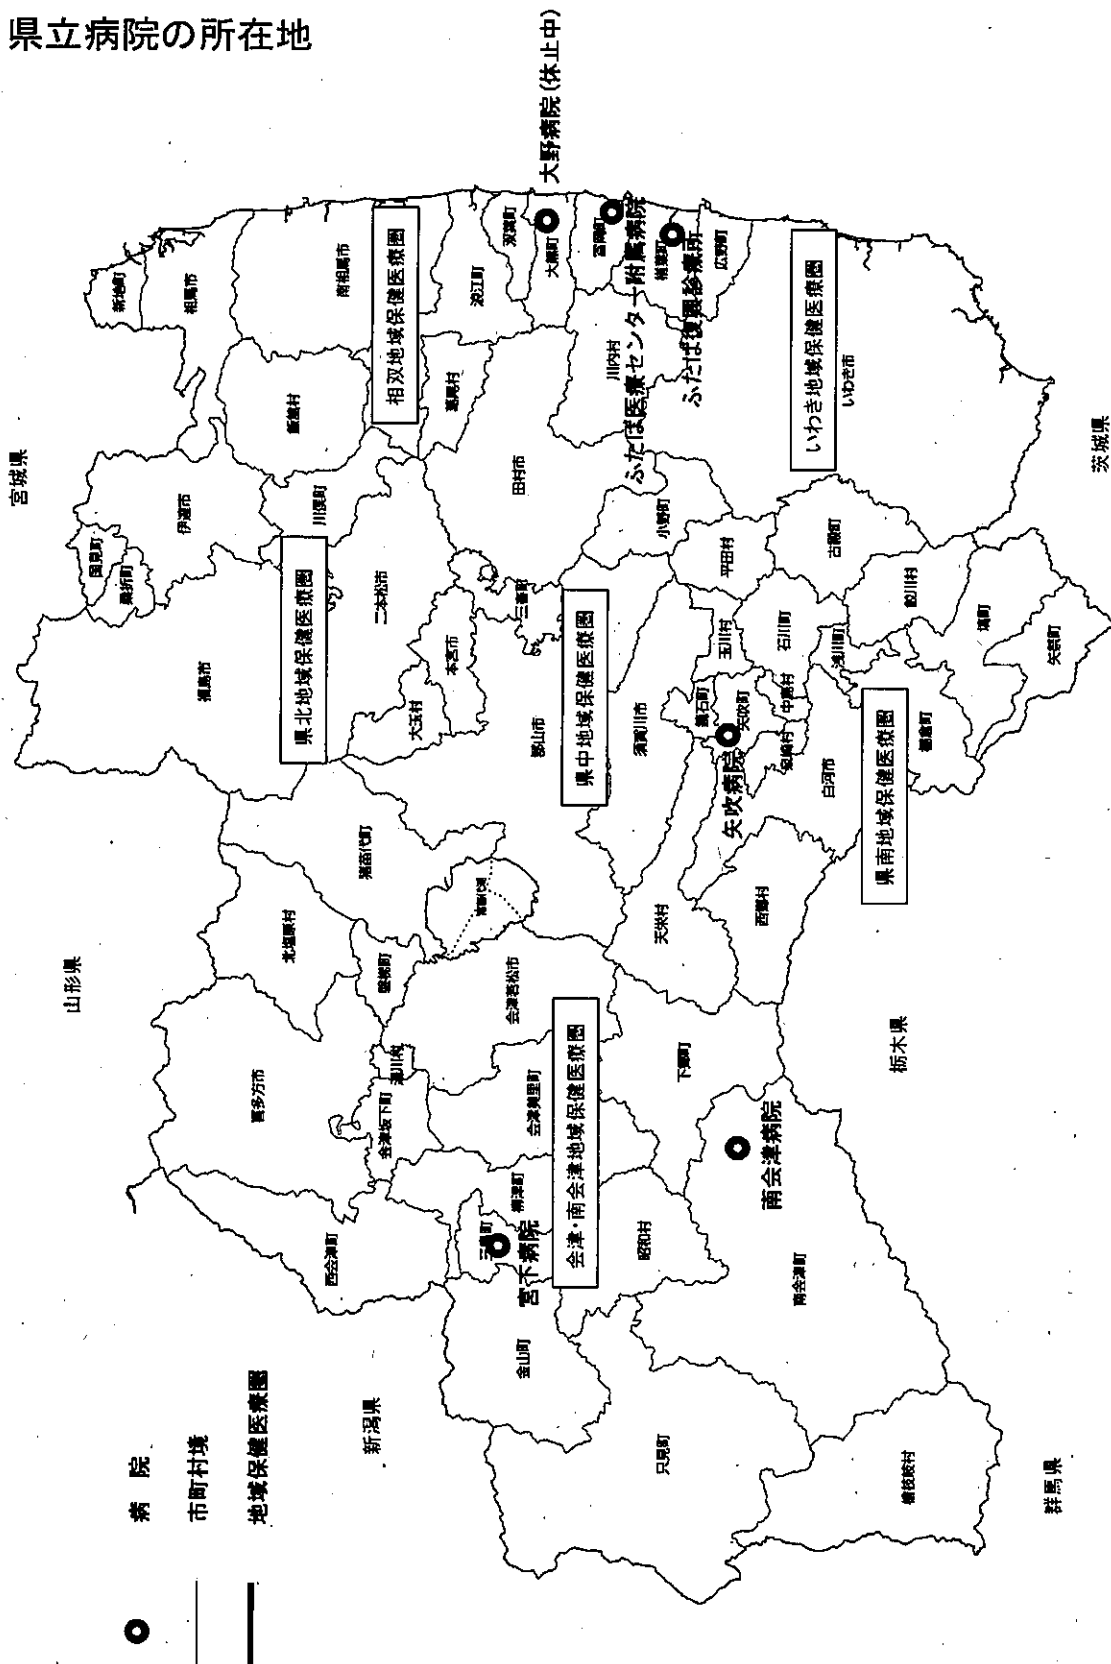 県立病院の所在地
大野病院(休止中)
宮城県
山形県
新潟県
群馬県
栃木県
茨城県
新地町
相馬市
南相馬市
相双地域保健医療圏
飯舘村
浪江町
双葉町
大熊町
富岡町
ふたば医療センター附属病院
楢葉町
ふたば復興診療所
広野町
川内村
葛尾村
いわき地域保健医療圏
いわき市
国見町
桑折町
伊達市
川俣町
福島市
県北地域保健医療圏
二本松市
本宮市
大玉村
田村市
三春町
小野町
平田村
古殿町
郡山市
県中地域保健医療圏
須賀川市
鏡石町
玉川村
石川町
浅川町
天栄村
矢吹町
矢吹病院
中島村
泉崎村
白河市
西郷村
県南地域保健医療圏
棚倉町
鮫川村
塙町
矢祭町
猪苗代町
猪苗代湖
北塩原村
磐梯町
喜多方市
湯川村
会津坂下町
会津若松市
会津美里町
会津・南会津地域保健医療圏
下郷町
西会津町
柳津町
三島町
宮下病院
昭和村
金山町
只見町
南会津病院
南会津町
檜枝岐村
病 院
市町村境
地域保健医療圏